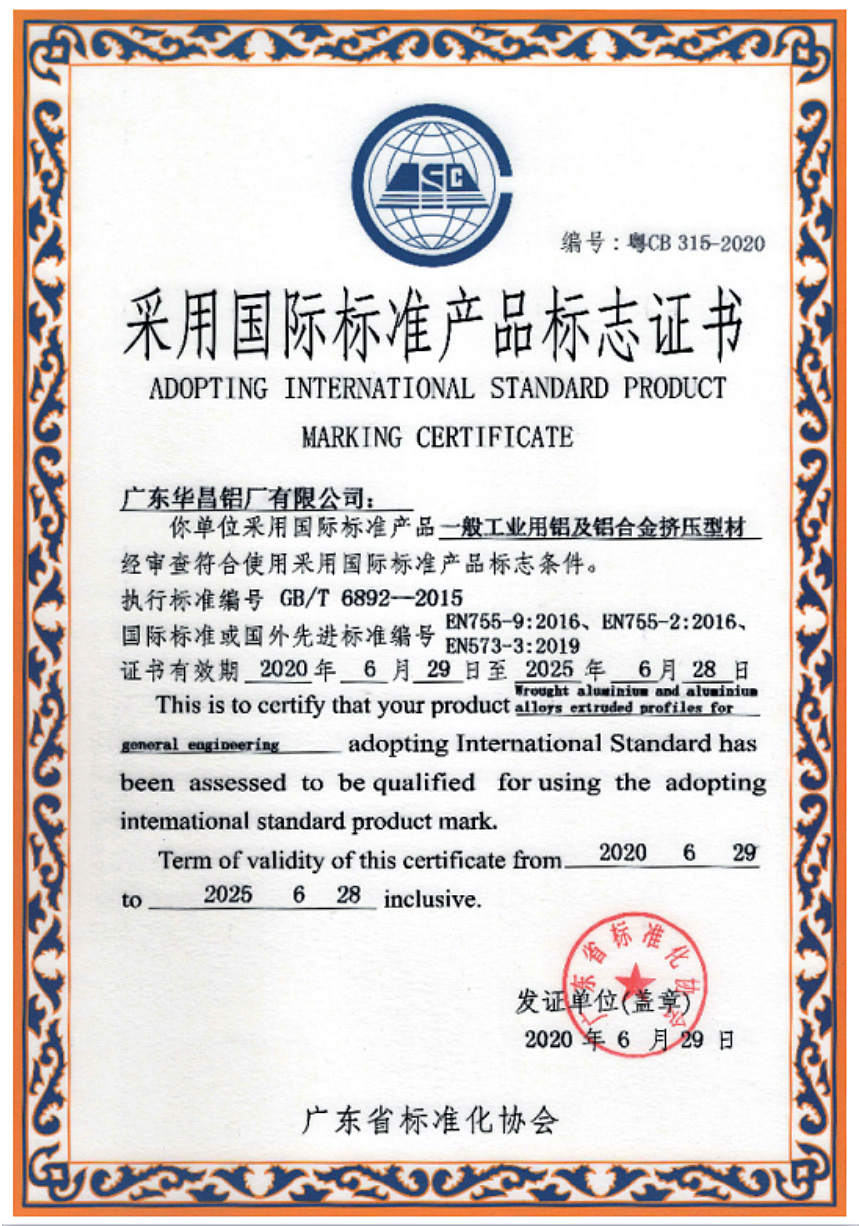 ASC
编号：粤CB 315-2020
采用国际标准产品标志证书
ADOPTING INTERNATIONAL STANDARD PRODUCT
MARKING CERTIFICATE
广东华昌铝厂有限公司：
你单位采用国际标准产品 一般工业用铝及铝合金挤压型材
经审查符合使用采用国际标准产品标志条件。
执行标准编号 GB/T 6892—2015
国际标准或国外先进标准编号 EN755-9:2016、EN755-2:2016、
EN573-3:2019
证书有效期 2020 年 6 月 29 日至 2025 年 6 月 28 日
This is to certify that your product Wrought aluminium and aluminium
alloys extruded profiles for
general engineering adopting International Standard has
been assessed to be qualified for using the adopting
international standard product mark.
Term of validity of this certificate from 2020 6 29
to 2025 6 28 inclusive.
广东省标准化协会
发证单位(盖章)
2020 年 6 月 29 日
广东省标准化协会